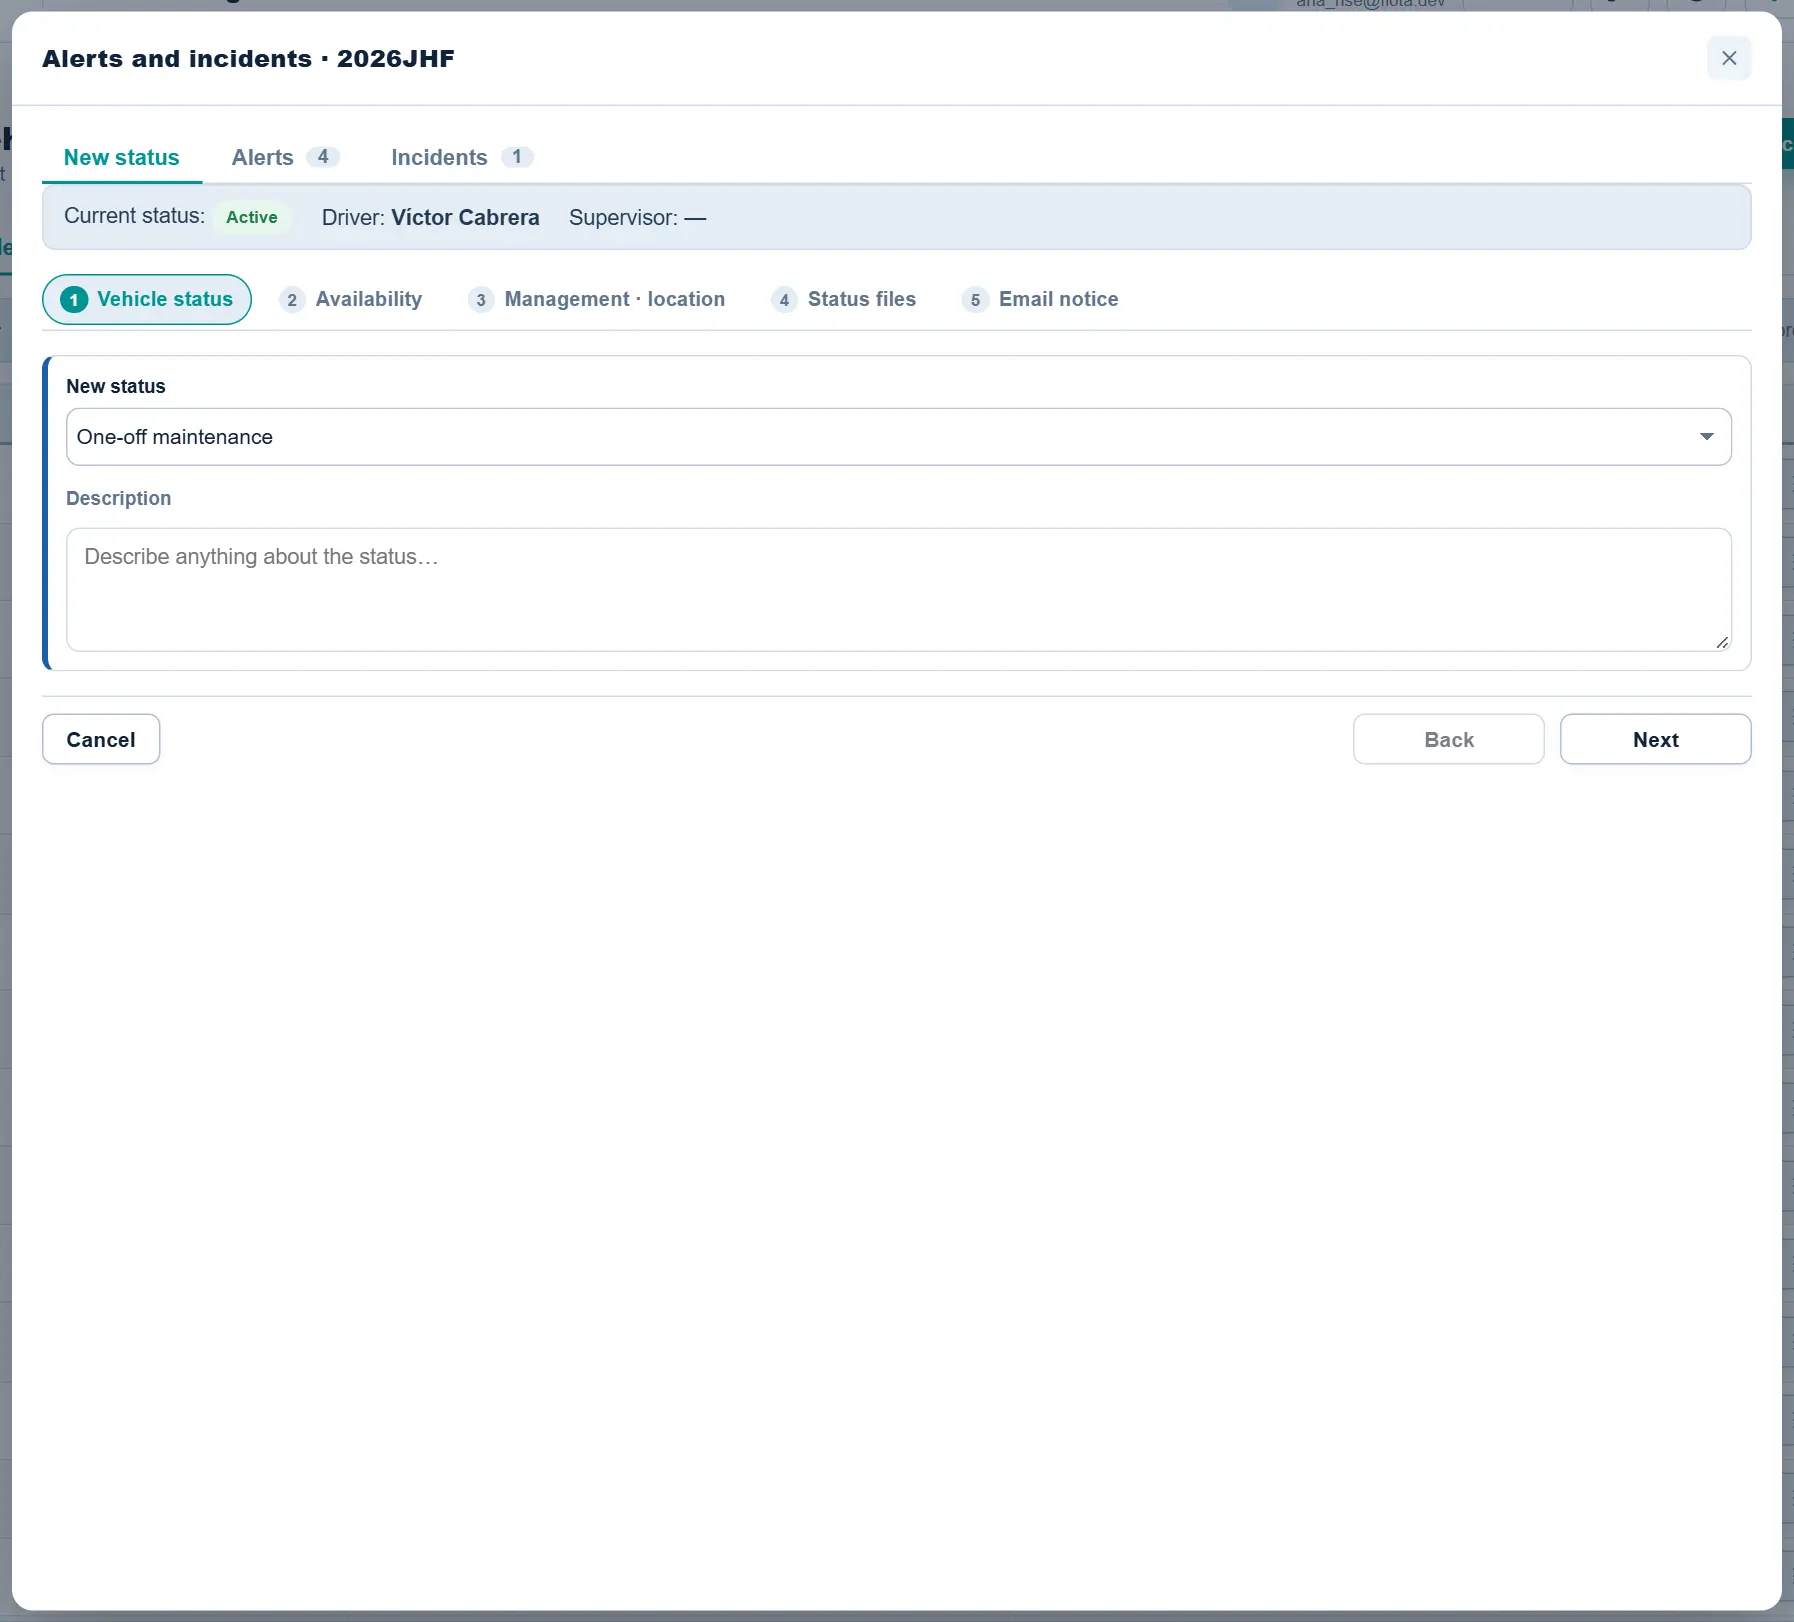 Alerts and incidents · 2026JHF
New status
Alerts 4
Incidents 1
Current status: Active Driver: Víctor Cabrera Supervisor: —
1 Vehicle status
2 Availability
3 Management · location
4 Status files
5 Email notice
New status
One-off maintenance
Description
Describe anything about the status…
Cancel
Back
Next